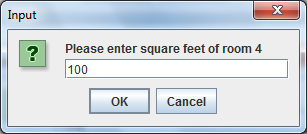 Input
Please enter square feet of room 4
100
OK
Cancel